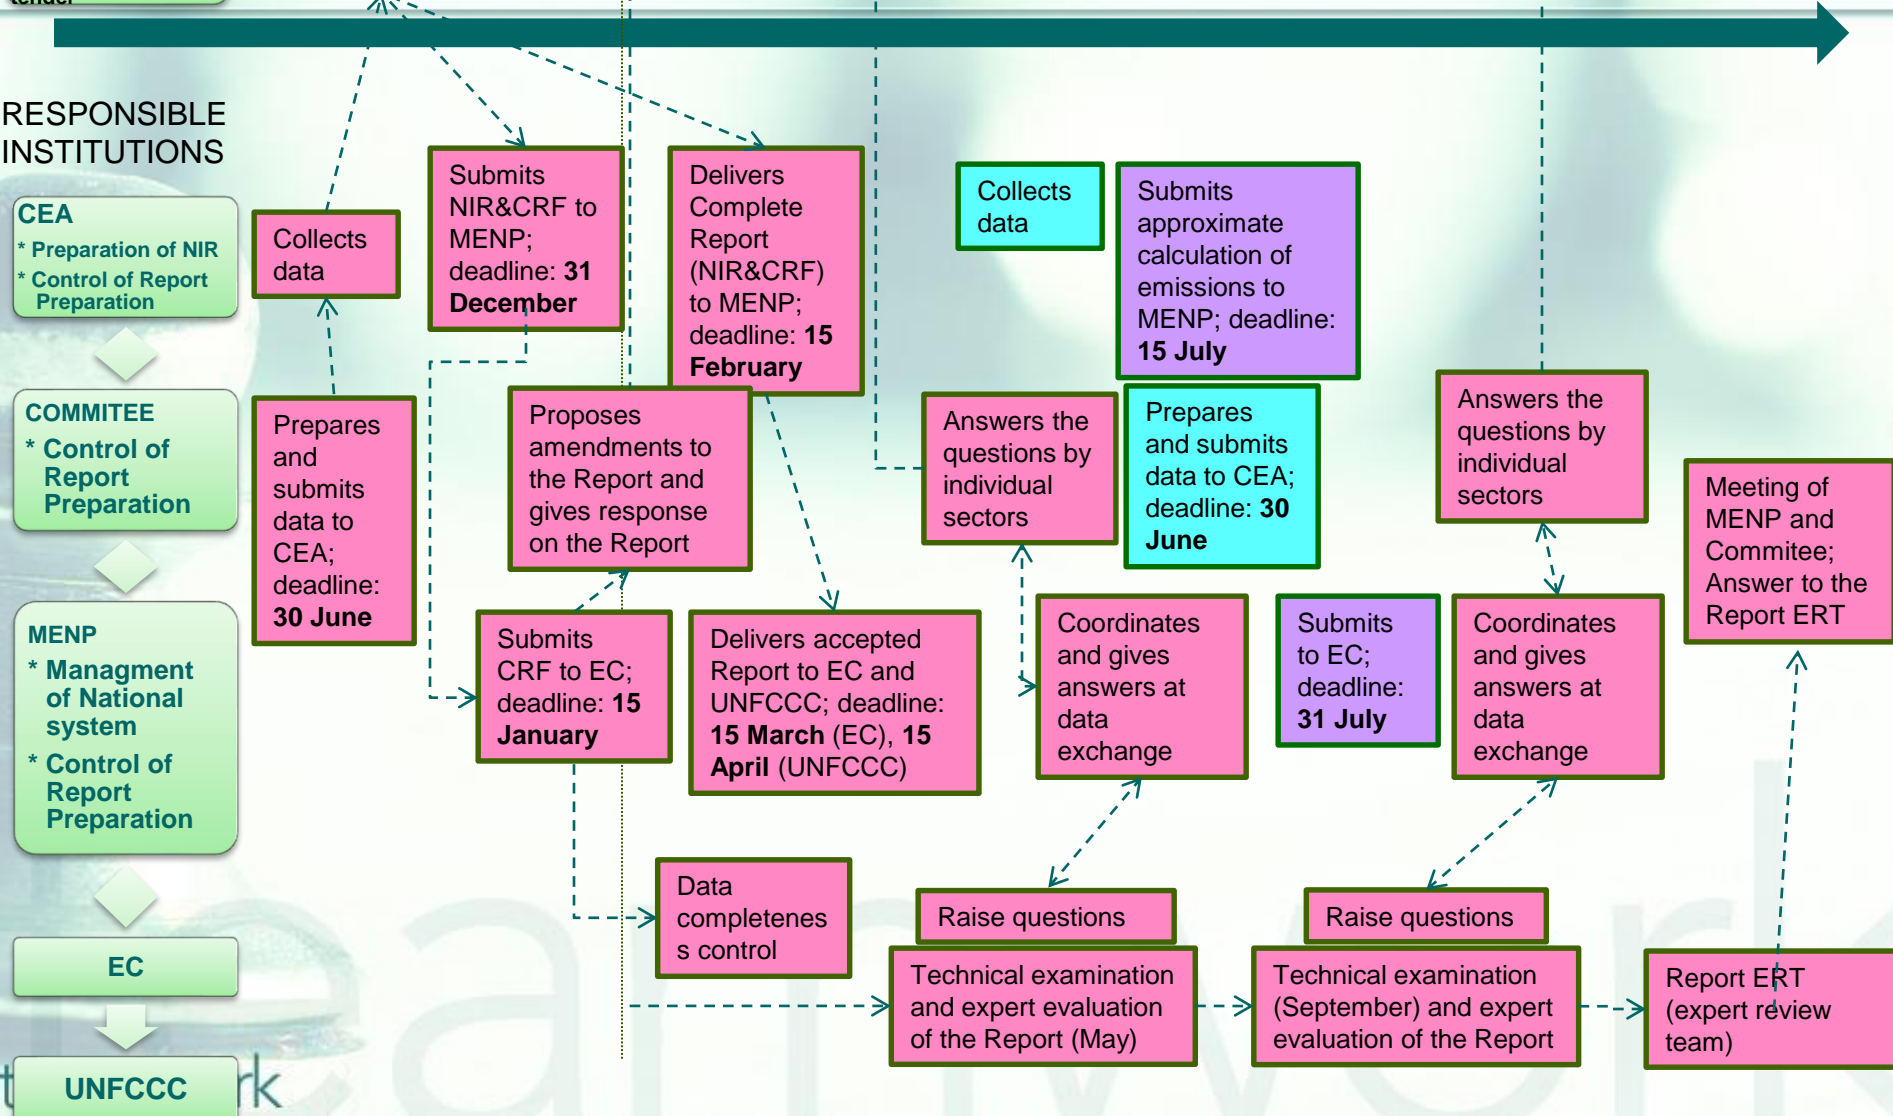 tender
RESPONSIBLE
INSTITUTIONS
CEA
* Preparation of NIR
* Control of Report
Preparation
COMMITEE
* Control of
Report
Preparation
MENP
* Managment
of National
system
* Control of
Report
Preparation
EC
UNFCCC
Collects
data
Prepares
and
submits
data to
CEA;
deadline:
30 June
Submits
NIR&CRF to
MENP;
deadline: 31
December
Proposes
amendments to
the Report and
gives response
on the Report
Submits
CRF to EC;
deadline: 15
January
Delivers
Complete
Report
(NIR&CRF)
to MENP;
deadline: 15
February
Delivers accepted
Report to EC and
UNFCCC; deadline:
15 March (EC), 15
April (UNFCCC)
Data
completenes
s control
Collects
data
Submits
approximate
calculation of
emissions to
MENP; deadline:
15 July
Answers the
questions by
individual
sectors
Prepares
and submits
data to CEA;
deadline: 30
June
Coordinates
and gives
answers at
data
exchange
Submits
to EC;
deadline:
31 July
Answers the
questions by
individual
sectors
Coordinates
and gives
answers at
data
exchange
Meeting of
MENP and
Commitee;
Answer to the
Report ERT
Raise questions
Technical examination
and expert evaluation
of the Report (May)
Raise questions
Technical examination
(September) and expert
evaluation of the Report
Report ERT
(expert review
team)